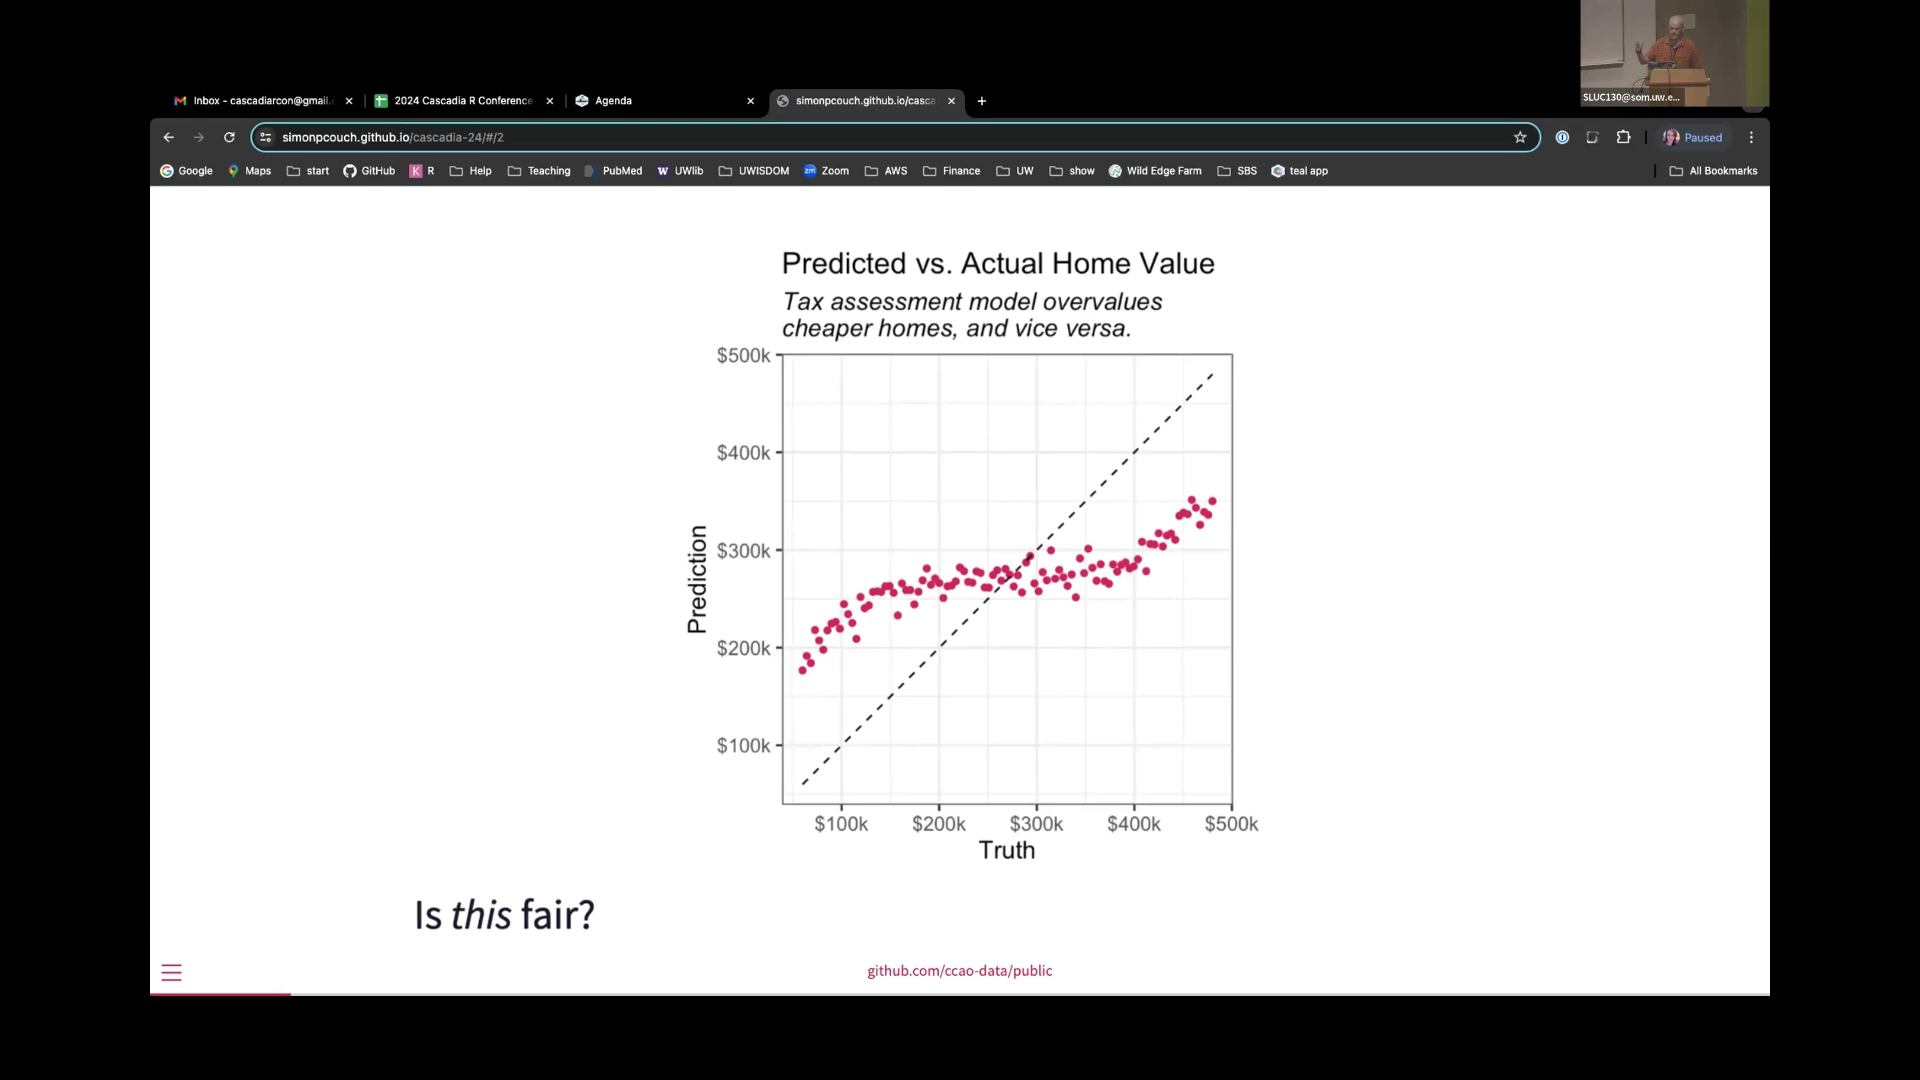 SLUC130@som.uw.e...
Inbox - cascadiarcon@gmail.
2024 Cascadia R Conference
Agenda
simonpcouch.github.io/casca
simonpcouch.github.io/cascadia-24/#/2
Paused
Google Maps start GitHub K R Help Teaching PubMed W UWlib UWISDOM zm Zoom AWS Finance UW show Wild Edge Farm SBS teal app All Bookmarks
Predicted vs. Actual Home Value
Tax assessment model overvalues
cheaper homes, and vice versa.
$500k
$400k
$300k
$200k
$100k
Prediction
$100k $200k $300k $400k $500k
Truth
Is this fair?
github.com/ccao-data/public